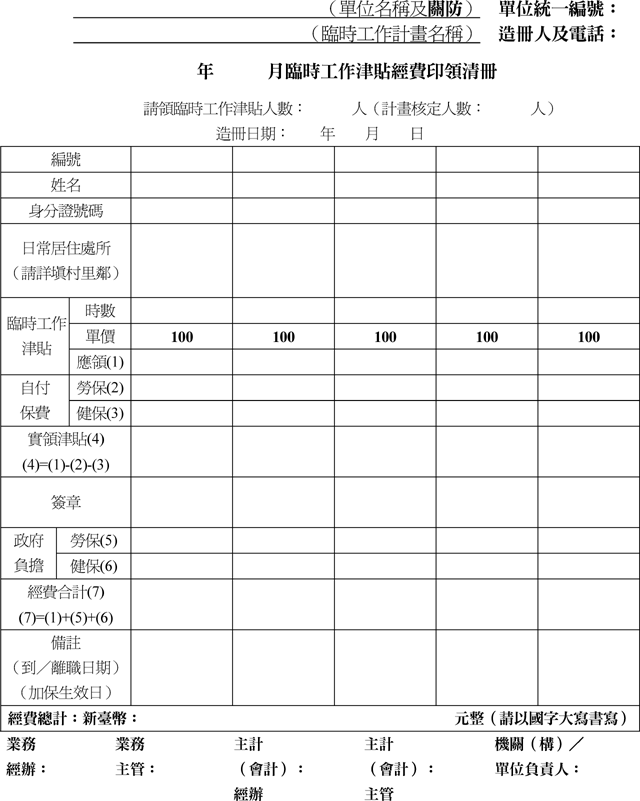 （單位名稱及關防） 單位統一編號：
（臨時工作計畫名稱） 造冊人及電話：
年 月臨時工作津貼經費印領清冊
請領臨時工作津貼人數： 人（計畫核定人數： 人）
造冊日期： 年 月 日
編號
姓名
身分證號碼
日常居住處所
（請詳填村里鄰）
臨時工作
津貼
時數
單價 100 100 100 100 100
應領(1)
自付
保費
勞保(2)
健保(3)
實領津貼(4)
(4)=(1)-(2)-(3)
簽章
政府
負擔
勞保(5)
健保(6)
經費合計(7)
(7)=(1)+(5)+(6)
備註
（到／離職日期）
（加保生效日）
經費總計：新臺幣： 元整（請以國字大寫書寫）
業務 業務 主計 主計 機關（構）／
經辦： 主管： （會計）： （會計）： 單位負責人：
經辦 主管